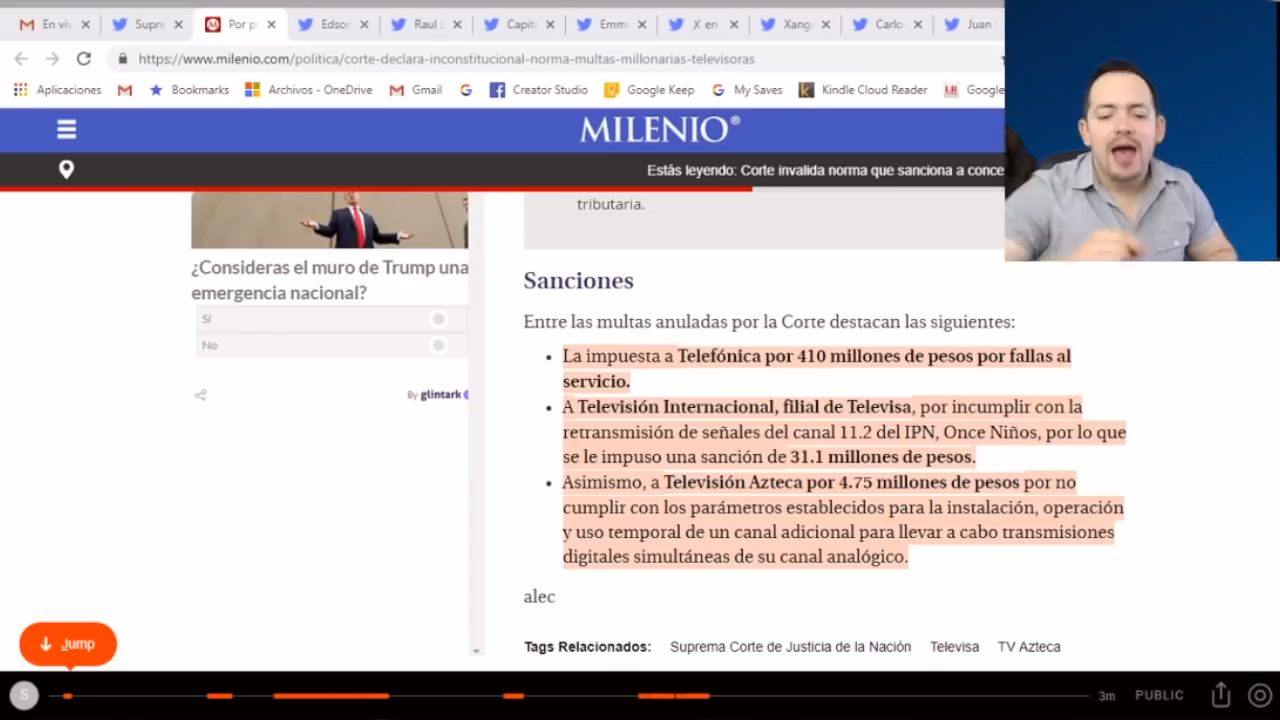 En viv
Supre
Por p
Edson
Raul L
Capit
Emm
X en
Xang
Carlo
Juan
https://www.milenio.com/politica/corte-declara-inconstitucional-norma-multas-millonarias-televisoras
Aplicaciones
Bookmarks
Archivos - OneDrive
Gmail
Creator Studio
Google Keep
My Saves
Kindle Cloud Reader
LR
Google
MILENIO®
Estás leyendo: Corte invalida norma que sanciona a conce
tributaria.
¿Consideras el muro de Trump una
emergencia nacional?
Sí
No
By glintark
Sanciones
Entre las multas anuladas por la Corte destacan las siguientes:
• La impuesta a Telefónica por 410 millones de pesos por fallas al
servicio.
• A Televisión Internacional, filial de Televisa, por incumplir con la
retransmisión de señales del canal 11.2 del IPN, Once Niños, por lo que
se le impuso una sanción de 31.1 millones de pesos.
• Asimismo, a Televisión Azteca por 4.75 millones de pesos por no
cumplir con los parámetros establecidos para la instalación, operación
y uso temporal de un canal adicional para llevar a cabo transmisiones
digitales simultáneas de su canal analógico.
alec
Tags Relacionados: Suprema Corte de Justicia de la Nación Televisa TV Azteca
Jump
S
3m
PUBLIC